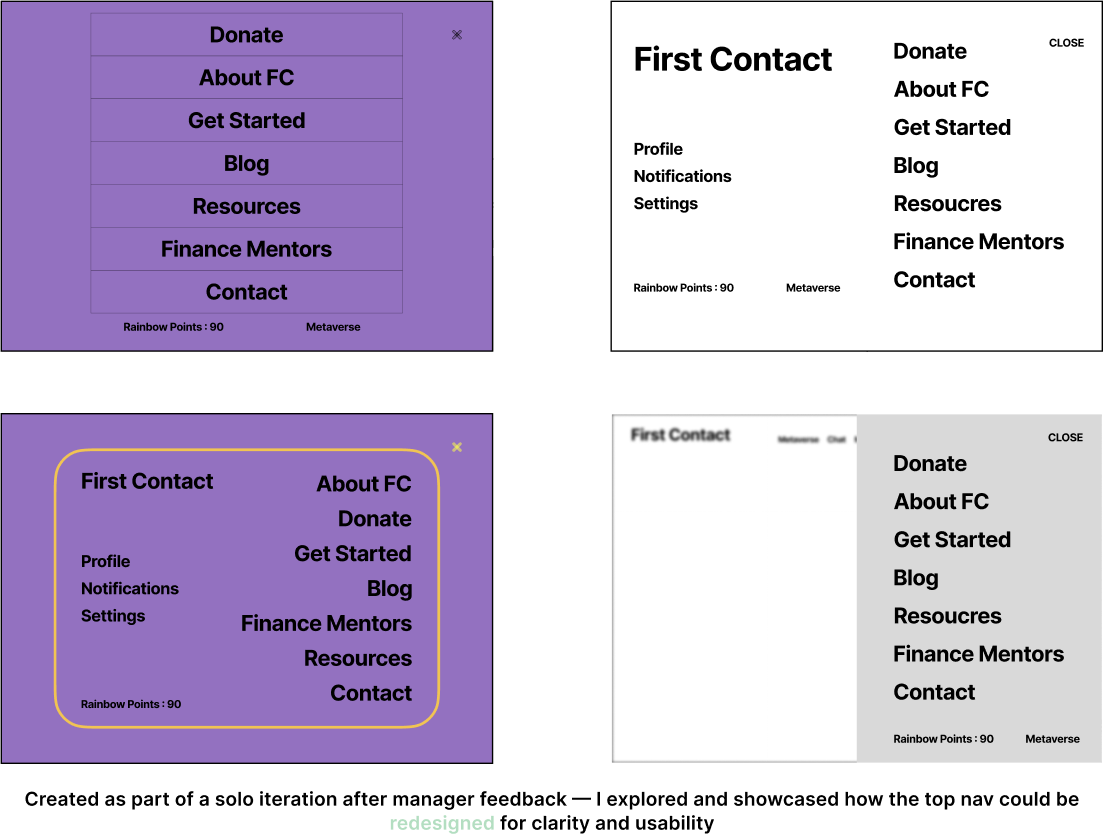 Donate
About FC
Get Started
Blog
Resources
Finance Mentors
Contact
Rainbow Points : 90
Metaverse
First Contact
Profile
Notifications
Settings
Rainbow Points : 90
Metaverse
CLOSE
Donate
About FC
Get Started
Blog
Resoucres
Finance Mentors
Contact
First Contact
Profile
Notifications
Settings
Rainbow Points : 90
About FC
Donate
Get Started
Blog
Finance Mentors
Resources
Contact
First Contact
Metaverse Chat
CLOSE
Donate
About FC
Get Started
Blog
Resoucres
Finance Mentors
Contact
Rainbow Points : 90
Metaverse
Created as part of a solo iteration after manager feedback — I explored and showcased how the top nav could be
redesigned for clarity and usability